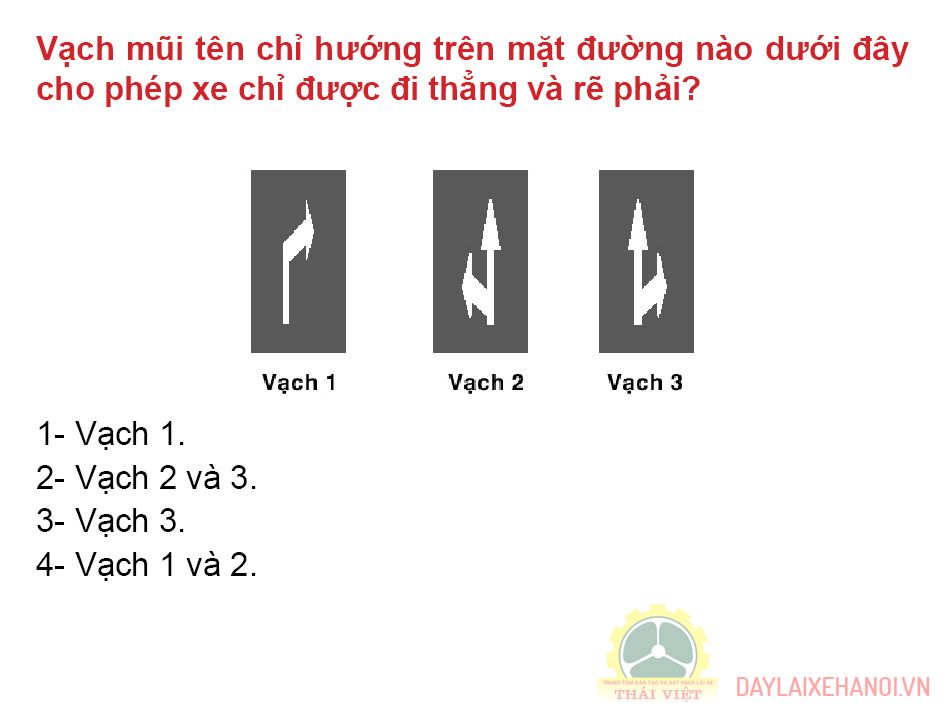 Vạch mũi tên chỉ hướng trên mặt đường nào dưới đây
cho phép xe chỉ được đi thẳng và rẽ phải?
Vạch 1 Vạch 2 Vạch 3
1- Vạch 1.
2- Vạch 2 và 3.
3- Vạch 3.
4- Vạch 1 và 2.
TRUNG TÂM ĐÀO TẠO VÀ SÁT HẠCH LÁI XE
THÁI VIỆT
DAYLAIXEHANOI.VN